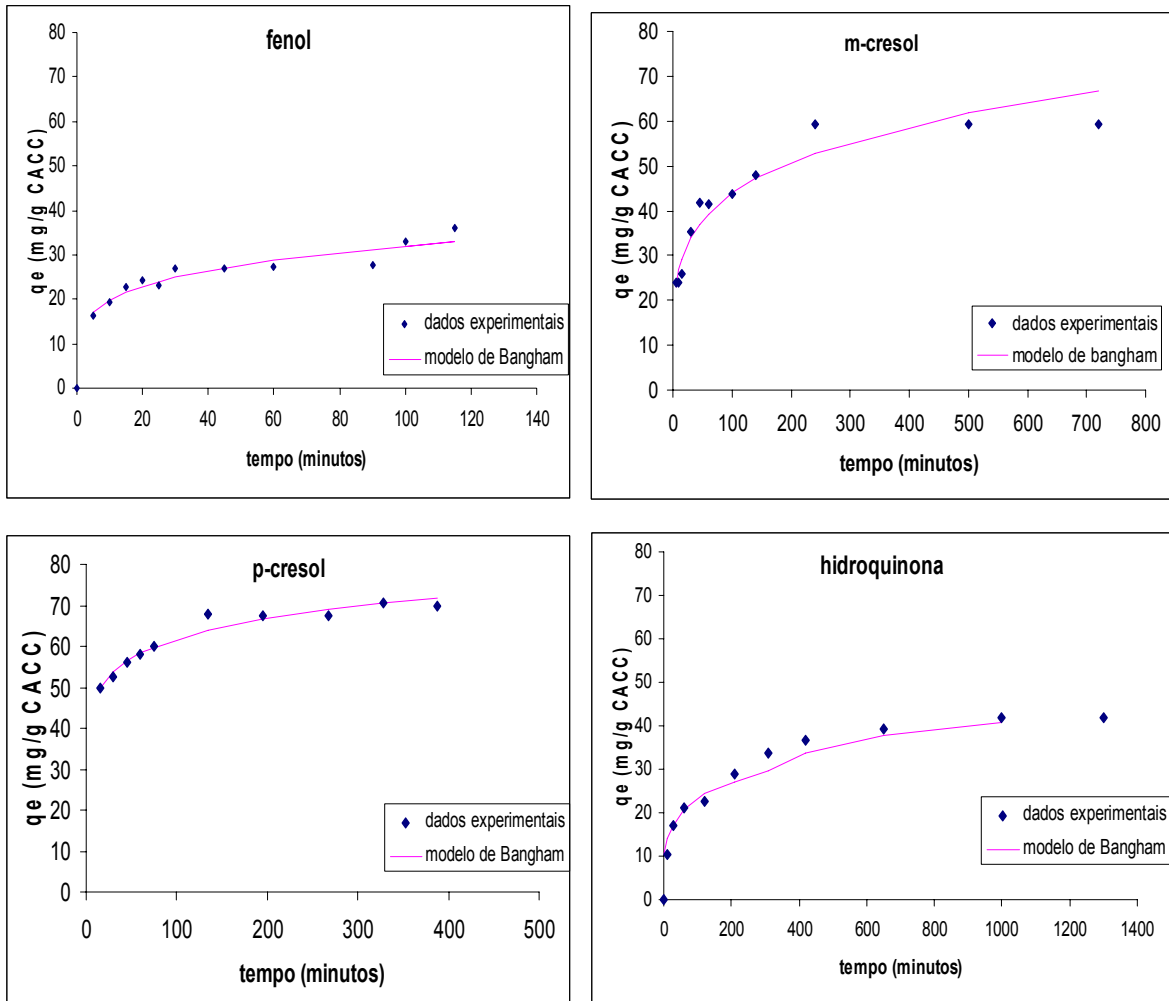 fenol
qe (mg/g CACC)
80
70
60
50
40
30
20
10
0
0 20 40 60 80 100 120 140
tempo (minutos)
dados experimentais
modelo de Bangham
m-cresol
qe (mg/g CACC)
80
70
60
50
40
30
20
10
0
0 100 200 300 400 500 600 700 800
tempo (minutos)
dados experimentais
modelo de bangham
p-cresol
qe (mg/g CACC)
80
70
60
50
40
30
20
10
0
0 100 200 300 400 500
tempo (minutos)
dados experimentais
modelo de Bangham
hidroquinona
qe (mg/g CACC)
80
70
60
50
40
30
20
10
0
0 200 400 600 800 1000 1200 1400
tempo (minutos)
dados experimentais
modelo de Bangham